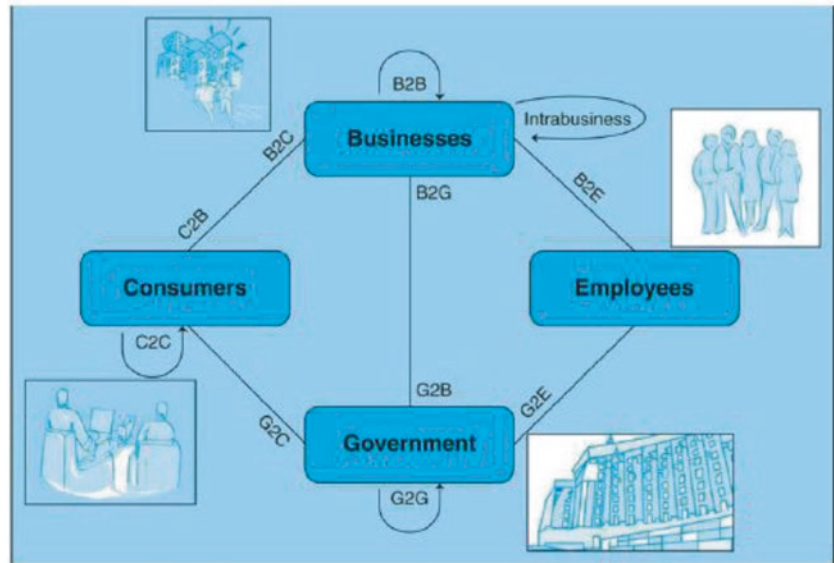 B2B
Businesses
Intrabusiness
B2C
B2G
B2E
C2B
Consumers
Employees
C2C
G2B
G2C
G2E
Government
G2G